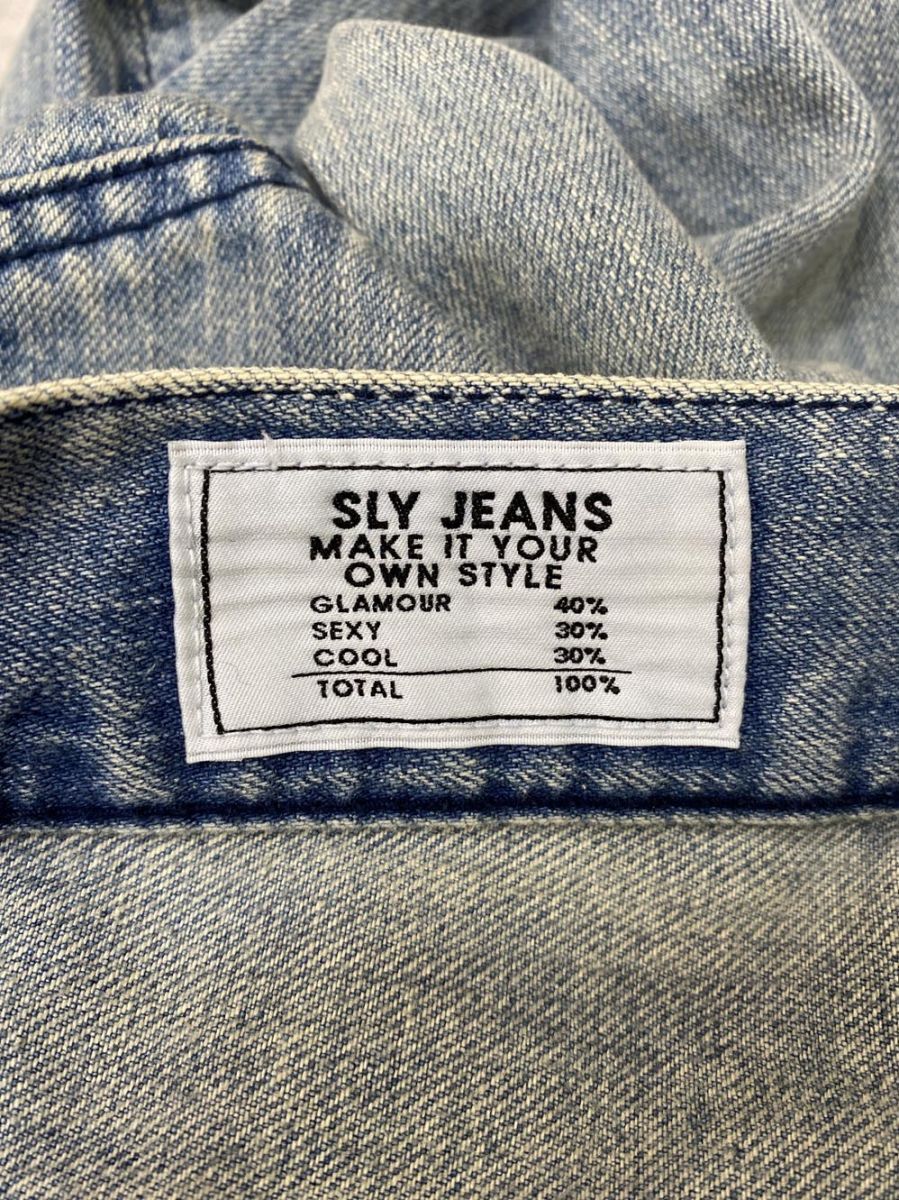 SLY JEANS
MAKE IT YOUR
OWN STYLE
GLAMOUR 40%
SEXY 30%
COOL 30%
TOTAL 100%